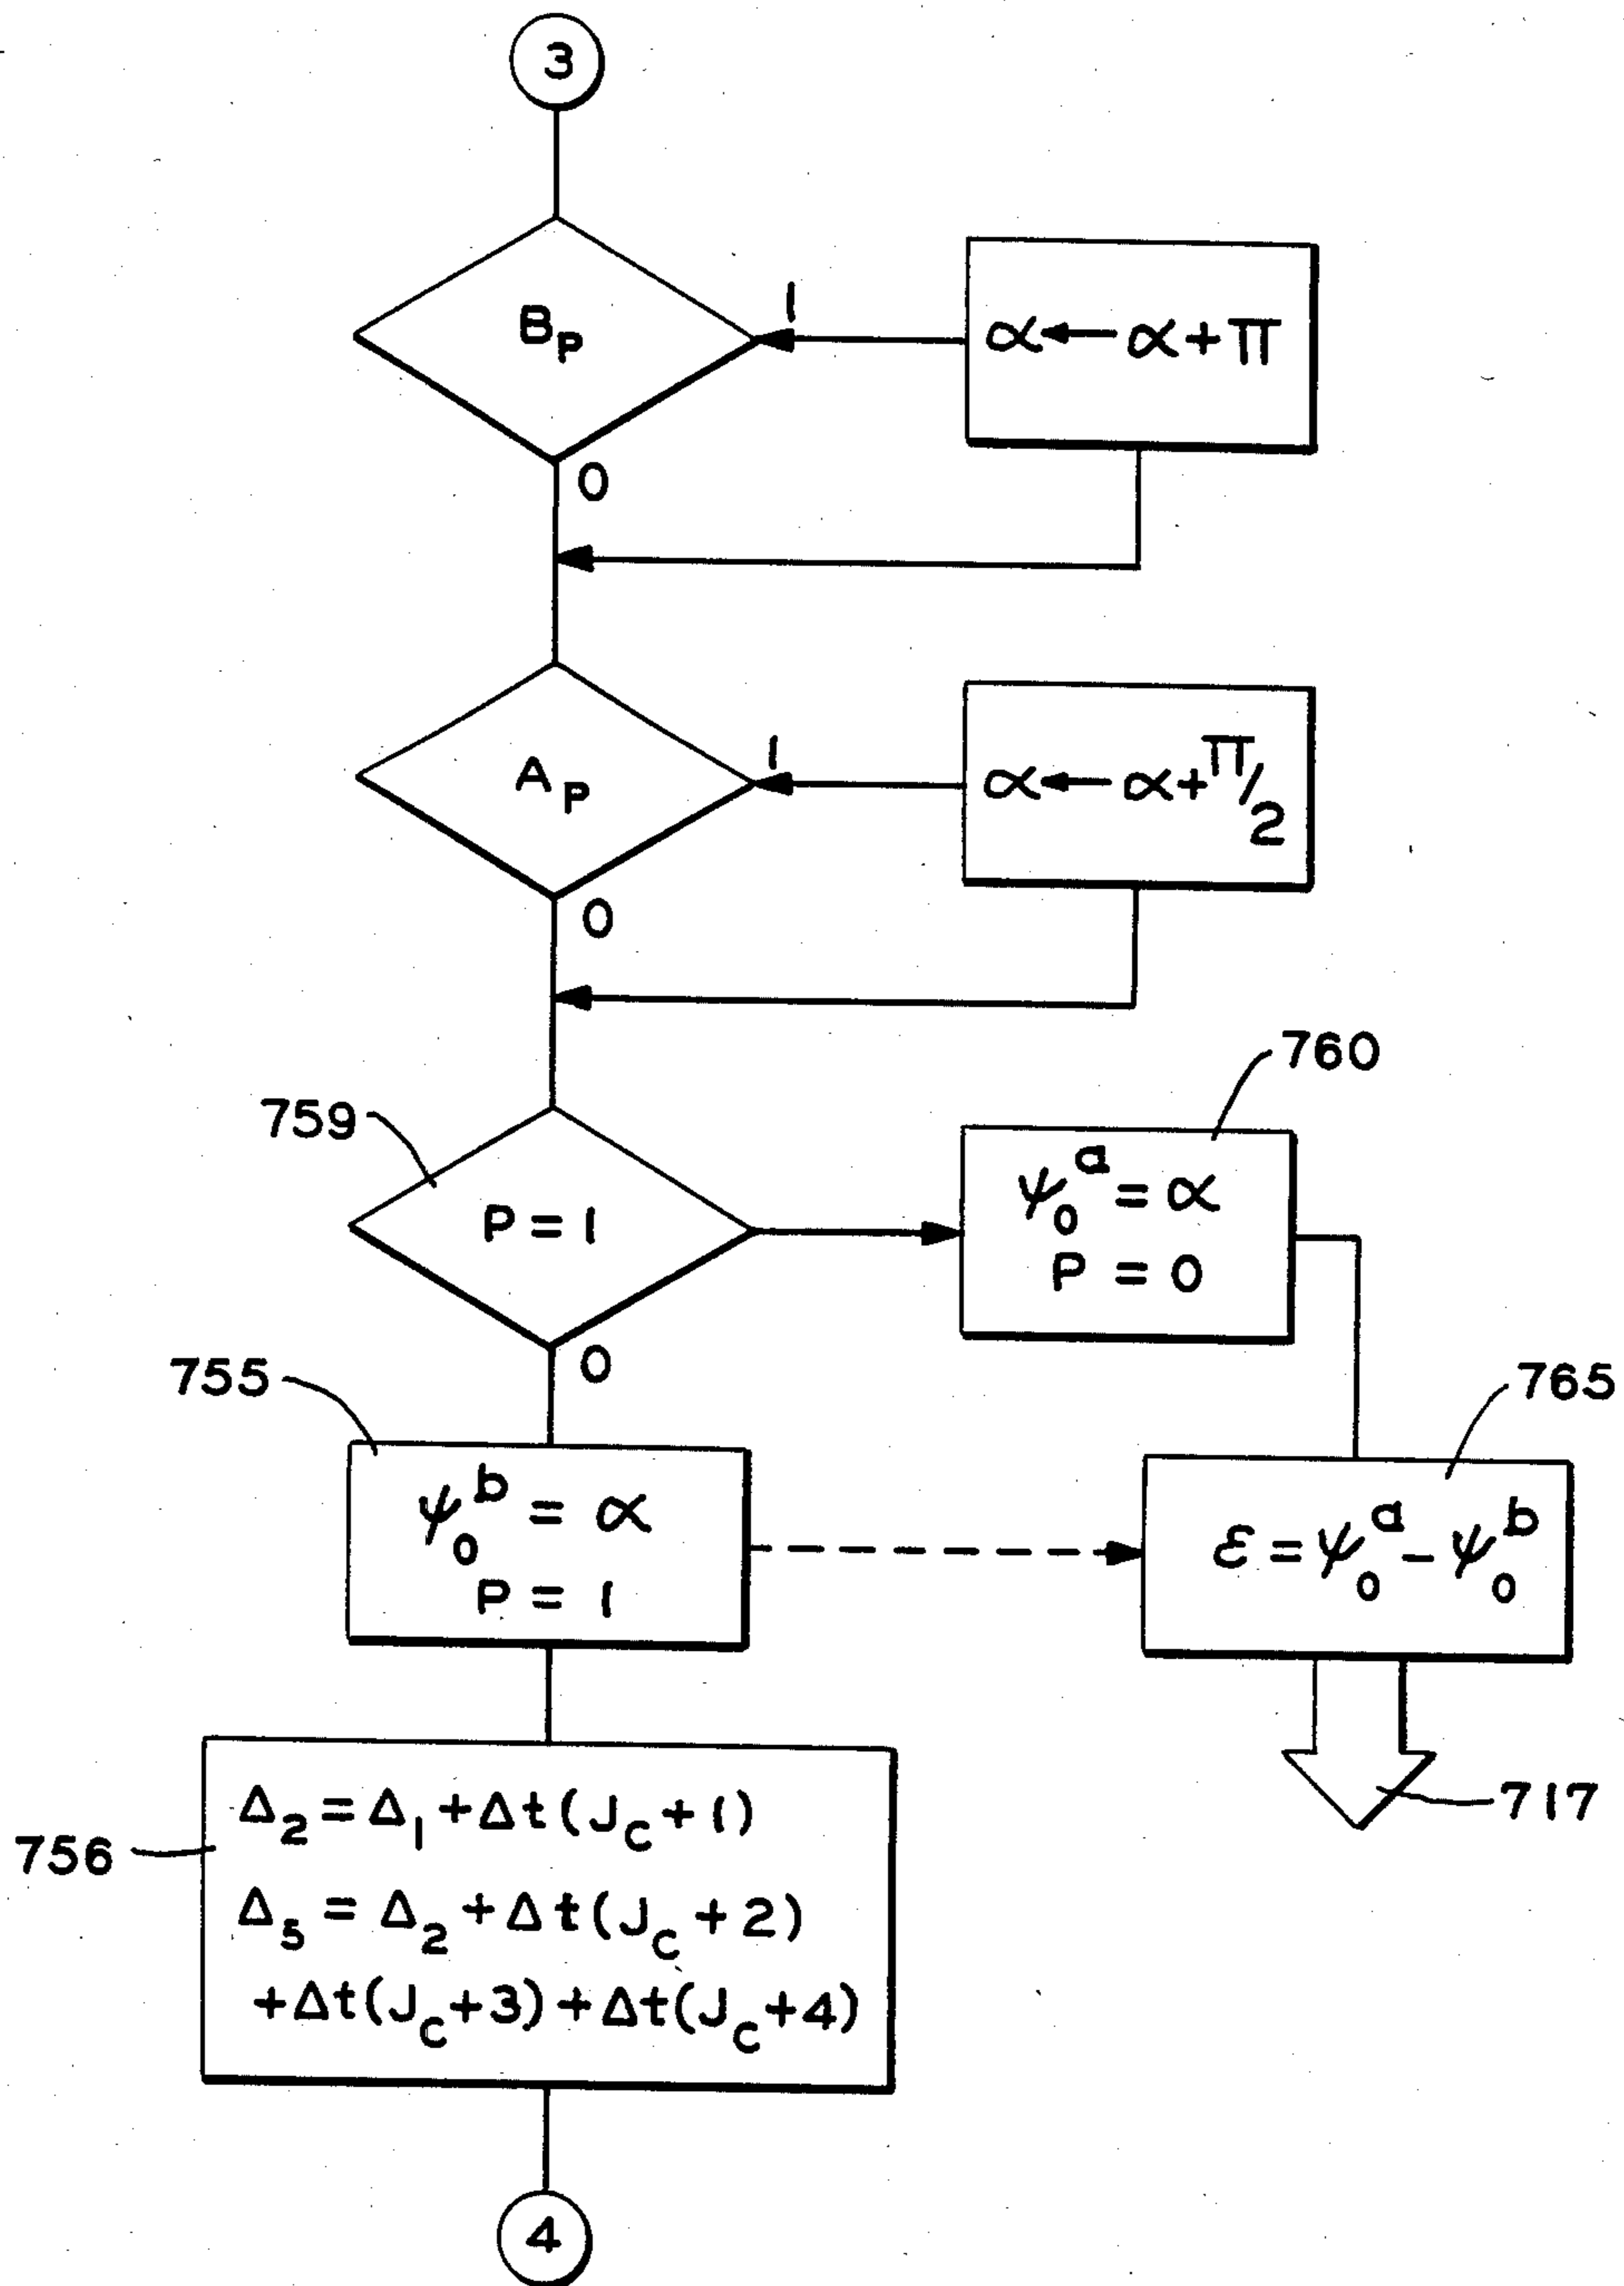 3
B_P
1
α ← α + π
0
A_P
1
α ← α + π/2
0
760
759
P = 1
ψ_0^a = α
P = 0
0
755
765
ψ_0^b = α
P = 1
ε = ψ_0^a - ψ_0^b
717
756
Δ_2 = Δ_1 + Δt(J_C + 1)
Δ_5 = Δ_2 + Δt(J_C + 2)
+ Δt(J_C + 3) + Δt(J_C + 4)
4